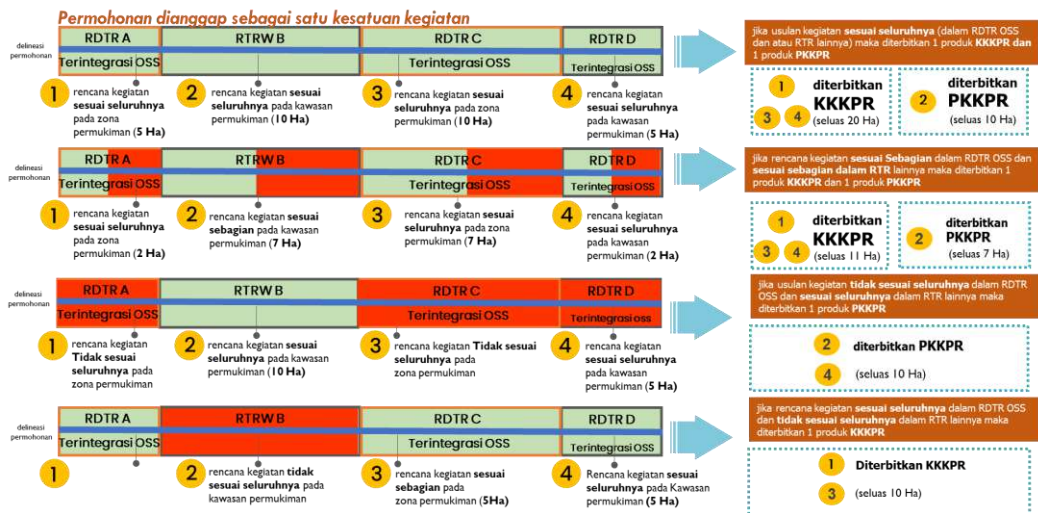 Permohonan dianggap sebagai satu kesatuan kegiatan
delineasi
permohonan
RDTR A
RTRW B
RDTR C
RDTR D
Terintegrasi OSS
Terintegrasi OSS
Terintegrasi OSS
1
rencana kegiatan
sesuai seluruhnya
pada zona
permukiman (5 Ha)
2
rencana kegiatan sesuai
seluruhnya pada kawasan
permukiman (10 Ha)
3
rencana kegiatan
sesuai seluruhnya pada
zona permukiman (10 Ha)
4
rencana kegiatan
sesuai seluruhnya
pada kawasan
permukiman (5 Ha)
jika usulan kegiatan sesuai seluruhnya (dalam RDTR OSS
dan atau RTR lainnya) maka diterbitkan 1 produk KKKPR dan
1 produk PKKPR
1
3 4
diterbitkan
KKKPR
(seluas 20 Ha)
2
diterbitkan
PKKPR
(seluas 10 Ha)
delineasi
permohonan
RDTR A
RTRW B
RDTR C
RDTR D
Terintegrasi OSS
Terintegrasi OSS
Terintegrasi OSS
1
rencana kegiatan
sesuai seluruhnya
pada zona
permukiman (2 Ha)
2
rencana kegiatan sesuai
sebagian pada kawasan
permukiman (7 Ha)
3
rencana kegiatan sesuai
seluruhnya pada zona
permukiman (7 Ha)
4
rencana kegiatan
sesuai seluruhnya
pada kawasan
permukiman (2 Ha)
jika rencana kegiatan sesuai Sebagian dalam RDTR OSS dan
sesuai sebagian dalam RTR lainnya maka diterbitkan 1
produk KKKPR dan 1 produk PKKPR
1
3 4
diterbitkan
KKKPR
(seluas 11 Ha)
2
diterbitkan
PKKPR
(seluas 7 Ha)
delineasi
permohonan
RDTR A
RTRW B
RDTR C
RDTR D
Terintegrasi OSS
Terintegrasi OSS
Terintegrasi oss
1
rencana kegiatan
Tidak sesuai
seluruhnya pada
zona permukiman
2
rencana kegiatan sesuai
seluruhnya pada kawasan
permukiman (10 Ha)
3
rencana kegiatan Tidak sesuai
seluruhnya pada
zona permukiman
4
rencana kegiatan
sesuai seluruhnya
pada kawasan
permukiman (5 Ha)
jika usulan kegiatan tidak sesuai seluruhnya dalam RDTR
OSS dan sesuai seluruhnya dalam RTR lainnya maka
diterbitkan 1 produk PKKPR
2
diterbitkan PKKPR
4
(seluas 10 Ha)
delineasi
permohonan
RDTR A
RTRW B
RDTR C
RDTR D
Terintegrasi OSS
Terintegrasi OSS
Terintegrasi OSS
1
2
rencana kegiatan tidak
sesuai seluruhnya pada
kawasan permukiman
3
rencana kegiatan sesuai
sebagian pada
zona permukiman (5Ha)
4
Rencana kegiatan sesuai
seluruhnya pada Kawasan
permukiman (5 Ha)
jika rencana kegiatan sesuai seluruhnya dalam RDTR OSS
dan tidak sesuai seluruhnya dalam RTR lainnya maka
diterbitkan 1 produk KKKPR
1
Diterbitkan KKKPR
3
(seluas 10 Ha)